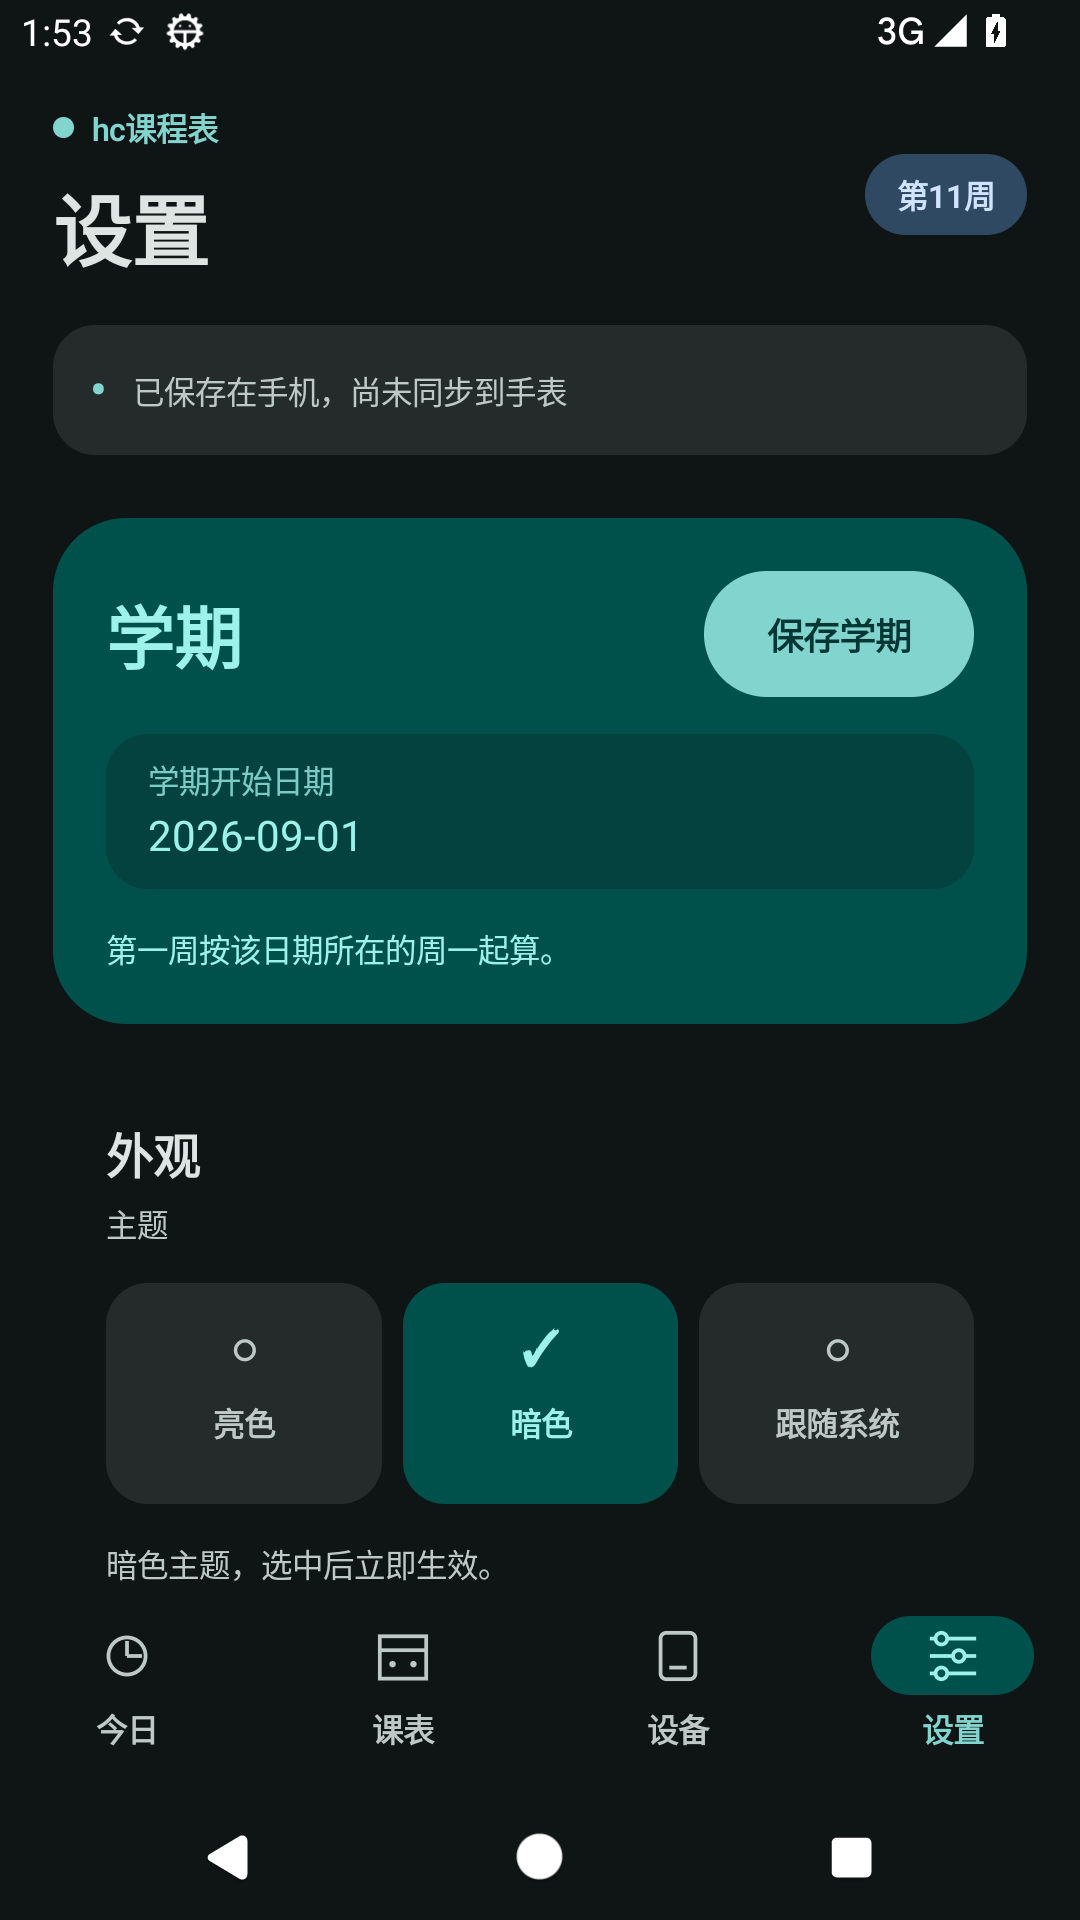 1:53
3G
hc课程表
设置
第11周
已保存在手机，尚未同步到手表
学期
保存学期
学期开始日期
2026-09-01
第一周按该日期所在的周一起算。
外观
主题
亮色
暗色
跟随系统
暗色主题，选中后立即生效。
今日
课表
设备
设置